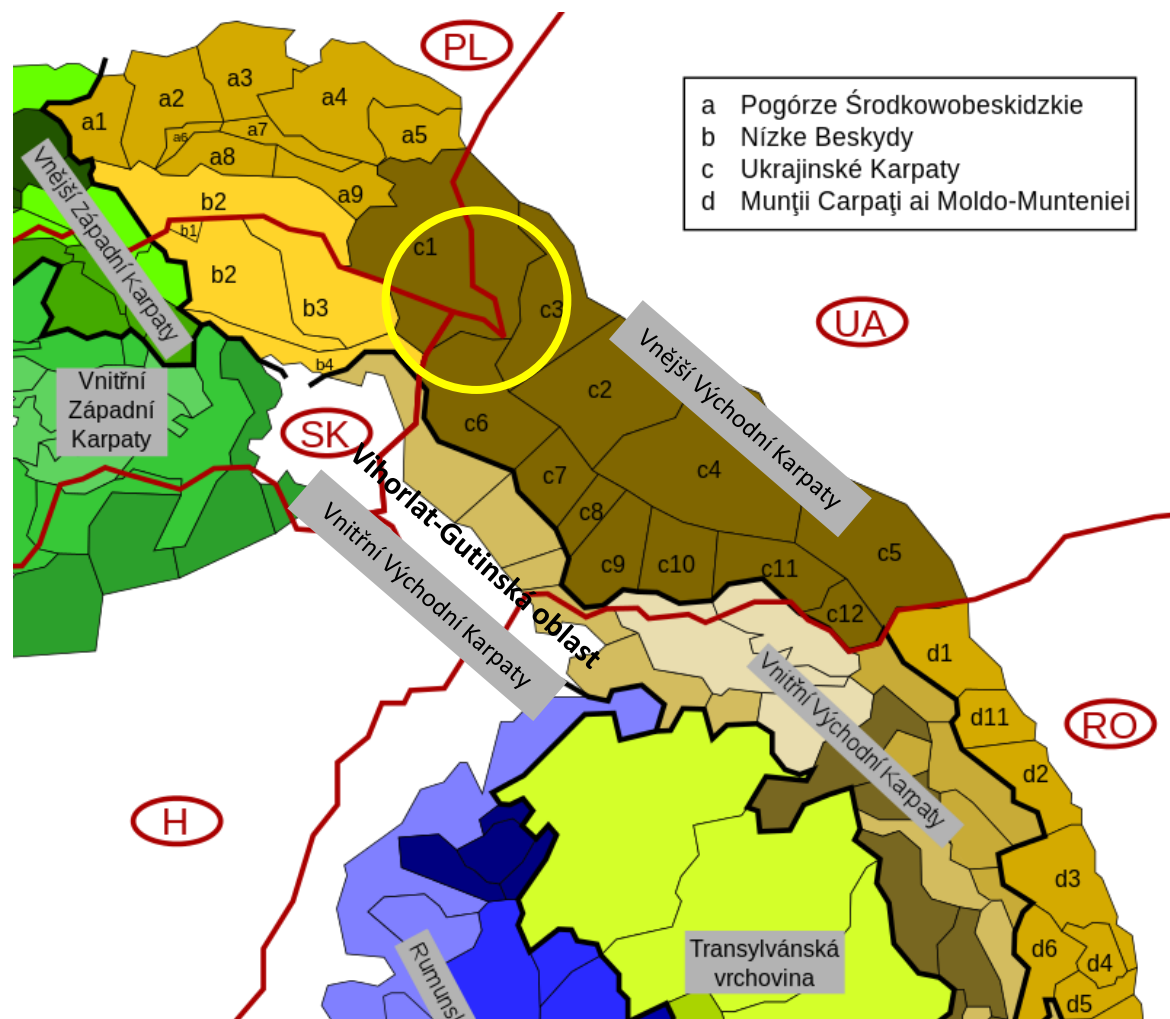 PL
a Pogórze Środkowobeskidzkie
b Nízke Beskydy
c Ukrajinské Karpaty
d Munţii Carpaţi ai Moldo-Munteniei
a1
a2
a3
a4
a5
a6
a7
a8
a9
Vnější Západní Karpaty
b2
b1
b2
b3
b4
c1
c3
UA
Vnitřní
Západní
Karpaty
SK
c2
Vnější Východní Karpaty
c6
c4
c7
c8
c9
c10
c11
c5
c12
Vihorlat-Gutinská oblast
Vnitřní Východní Karpaty
Vnitřní Východní Karpaty
d1
d11
RO
d2
H
d3
d6
d4
d5
Transylvánská
vrchovina
Rumunsk